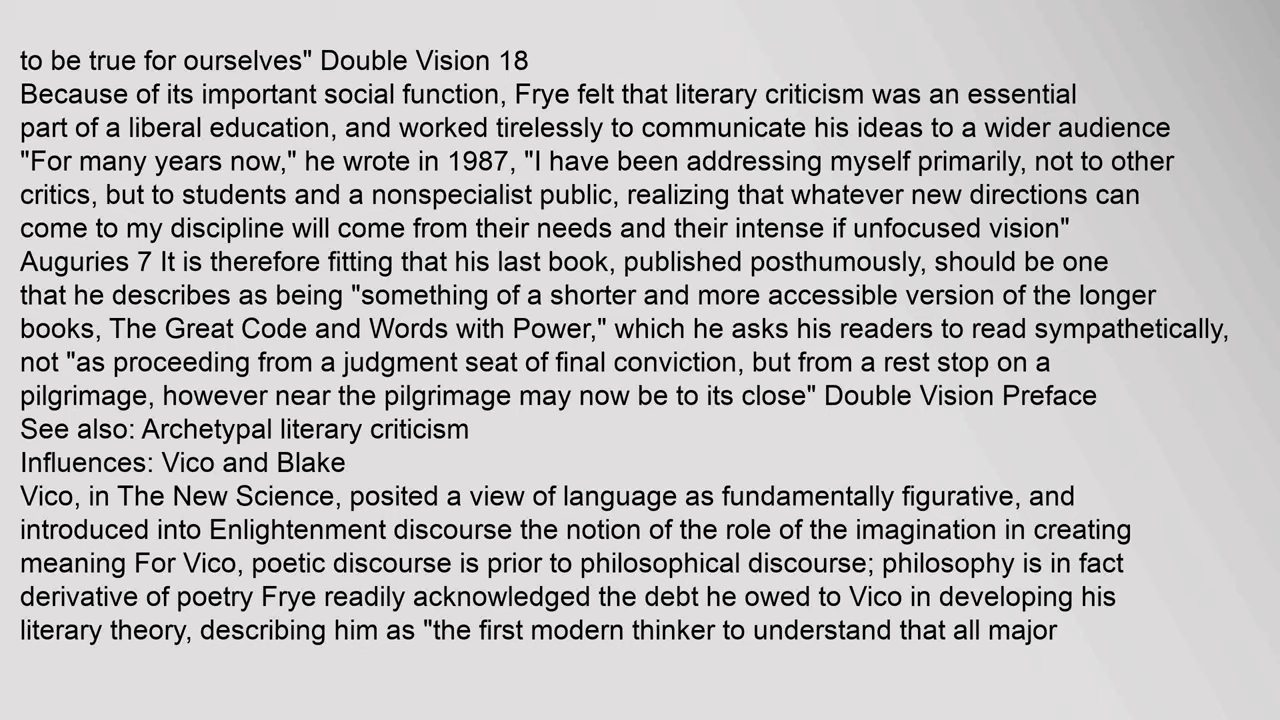 to be true for ourselves" Double Vision 18
Because of its important social function, Frye felt that literary criticism was an essential
part of a liberal education, and worked tirelessly to communicate his ideas to a wider audience
"For many years now," he wrote in 1987, "I have been addressing myself primarily, not to other
critics, but to students and a nonspecialist public, realizing that whatever new directions can
come to my discipline will come from their needs and their intense if unfocused vision"
Auguries 7 It is therefore fitting that his last book, published posthumously, should be one
that he describes as being "something of a shorter and more accessible version of the longer
books, The Great Code and Words with Power," which he asks his readers to read sympathetically,
not "as proceeding from a judgment seat of final conviction, but from a rest stop on a
pilgrimage, however near the pilgrimage may now be to its close" Double Vision Preface
See also: Archetypal literary criticism
Influences: Vico and Blake
Vico, in The New Science, posited a view of language as fundamentally figurative, and
introduced into Enlightenment discourse the notion of the role of the imagination in creating
meaning For Vico, poetic discourse is prior to philosophical discourse; philosophy is in fact
derivative of poetry Frye readily acknowledged the debt he owed to Vico in developing his
literary theory, describing him as "the first modern thinker to understand that all major